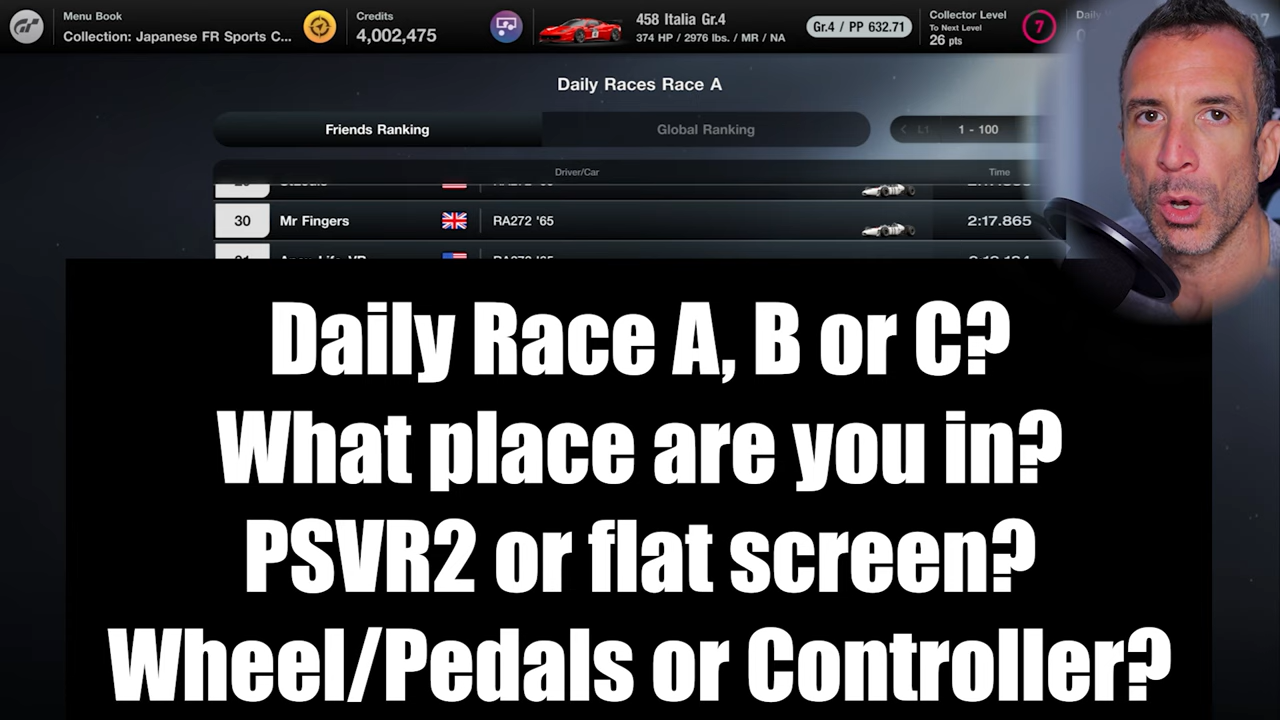 Menu Book
Collection: Japanese FR Sports C...
Credits
4,002,475
458 Italia Gr.4
374 HP / 2976 lbs. / MR / NA
Gr.4 / PP 632.71
Collector Level
To Next Level
26 pts
7
Daily
Daily Races Race A
Friends Ranking
Global Ranking
L1
1 - 100
Driver/Car
Time
30
Mr Fingers
RA272 '65
2:17.865
Daily Race A, B or C?
What place are you in?
PSVR2 or flat screen?
Wheel/Pedals or Controller?